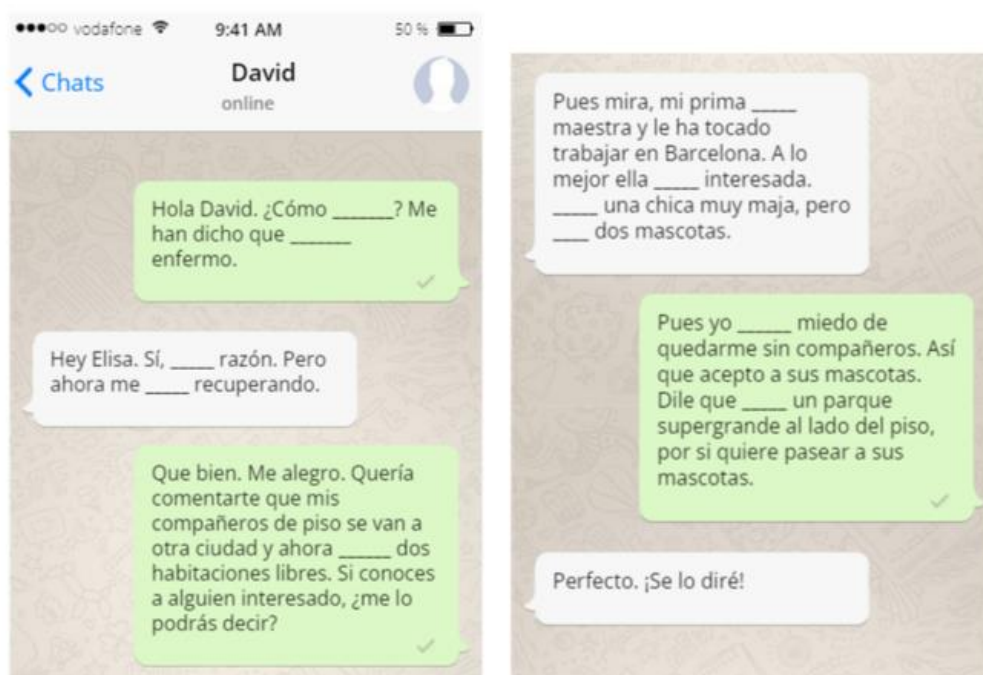 vodafone 9:41 AM 50 %
Chats
David
online
Hola David. ¿Cómo _______? Me
han dicho que _______
enfermo.
Hey Elisa. Sí, _____ razón. Pero
ahora me _____ recuperando.
Que bien. Me alegro. Quería
comentarte que mis
compañeros de piso se van a
otra ciudad y ahora ______ dos
habitaciones libres. Si conoces
a alguien interesado, ¿me lo
podrás decir?
Pues mira, mi prima _____
maestra y le ha tocado
trabajar en Barcelona. A lo
mejor ella _____ interesada.
_____ una chica muy maja, pero
____ dos mascotas.
Pues yo ______ miedo de
quedarme sin compañeros. Así
que acepto a sus mascotas.
Dile que _____ un parque
supergrande al lado del piso,
por si quiere pasear a sus
mascotas.
Perfecto. ¡Se lo diré!